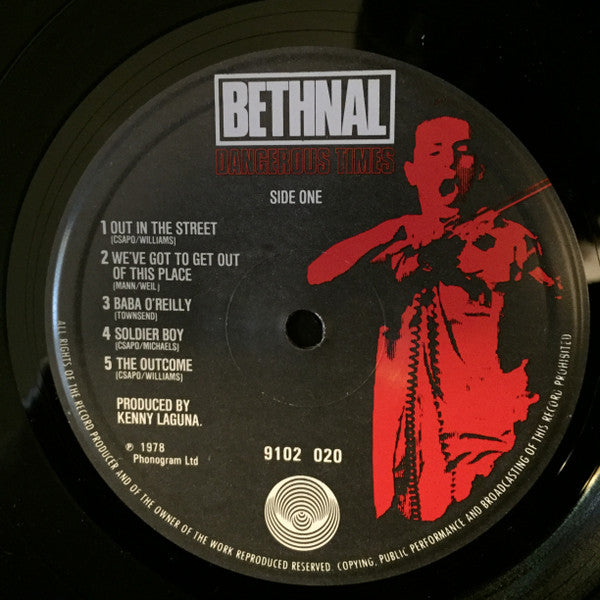 BETHNAL
DANGEROUS TIMES
SIDE ONE
1 OUT IN THE STREET
(CSAPO/WILLIAMS)
2 WE'VE GOT TO GET OUT
OF THIS PLACE
(MANN/WEIL)
3 BABA O'REILLY
(TOWNSEND)
4 SOLDIER BOY
(CSAPO/MICHAELS)
5 THE OUTCOME
(CSAPO/WILLIAMS)
PRODUCED BY
KENNY LAGUNA.
℗ 1978
Phonogram Ltd
9102 020
ALL RIGHTS OF THE RECORD PRODUCER AND OF THE OWNER OF THE WORK REPRODUCED RESERVED. COPYING, PUBLIC PERFORMANCE AND BROADCASTING OF THIS RECORD PROHIBITED